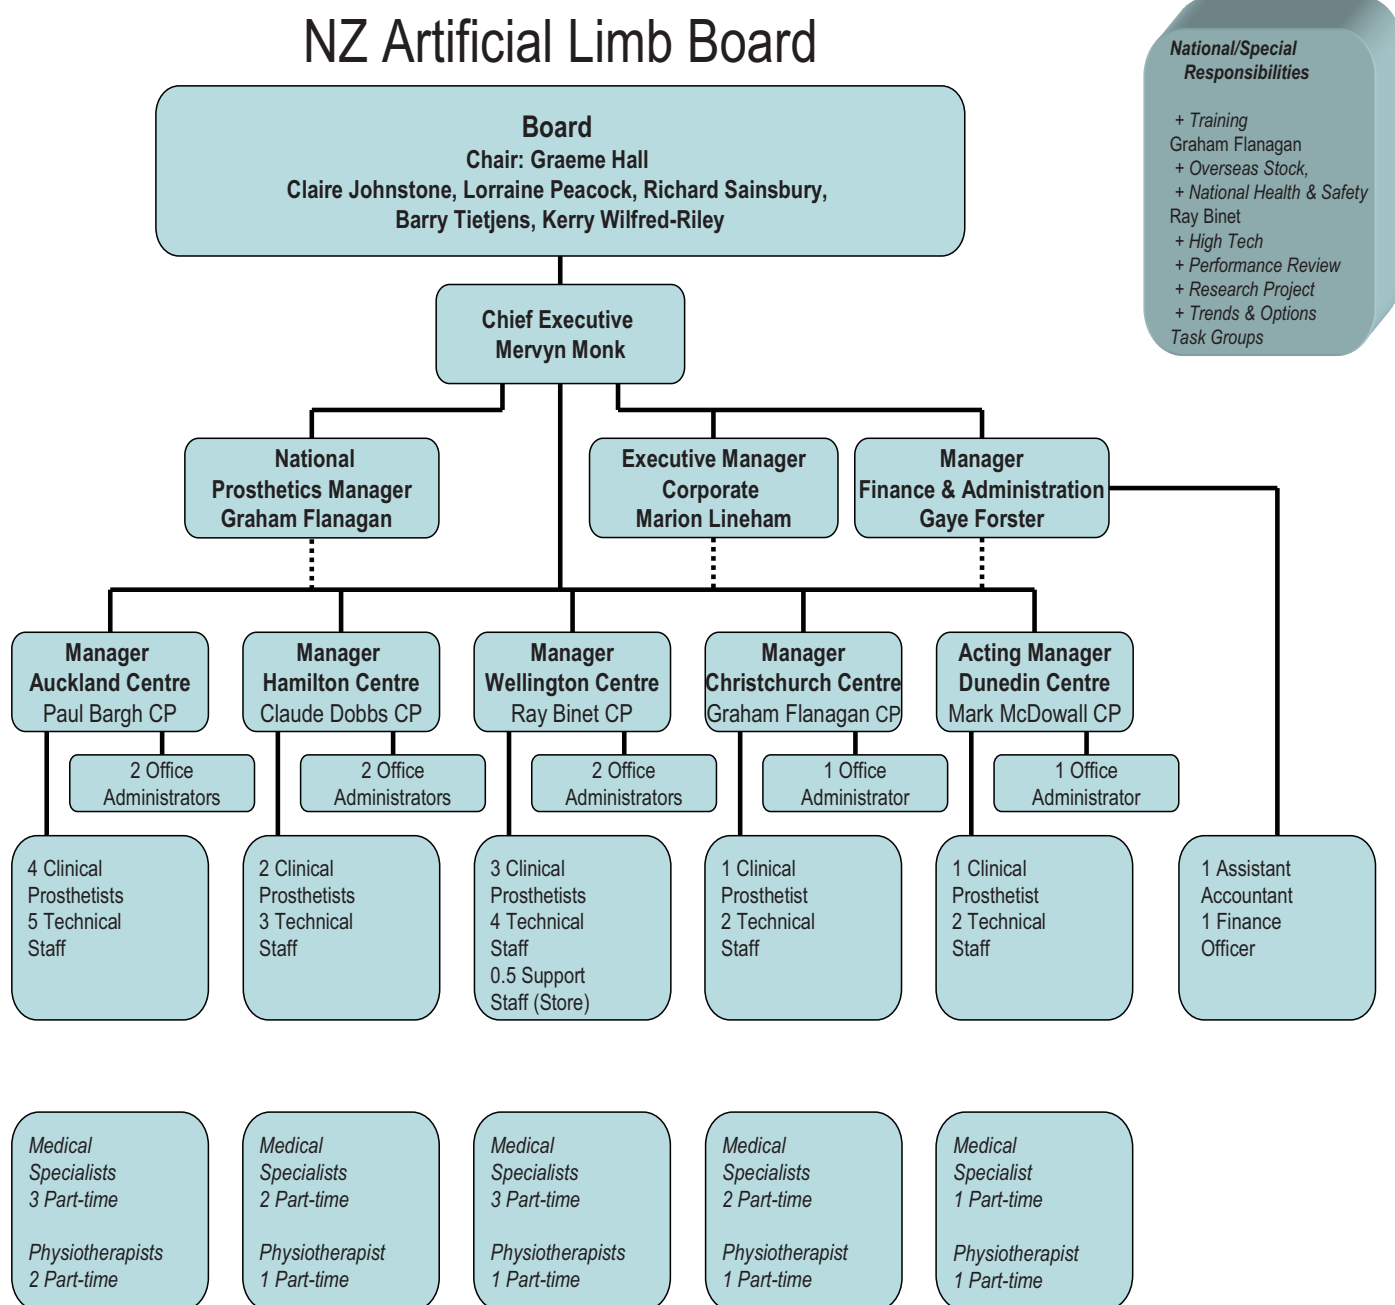 NZ Artificial Limb Board
National/Special
Responsibilities
+ Training
Graham Flanagan
+ Overseas Stock,
+ National Health & Safety
Ray Binet
+ High Tech
+ Performance Review
+ Research Project
+ Trends & Options
Task Groups
Board
Chair: Graeme Hall
Claire Johnstone, Lorraine Peacock, Richard Sainsbury,
Barry Tietjens, Kerry Wilfred-Riley
Chief Executive
Mervyn Monk
National
Prosthetics Manager
Graham Flanagan
Executive Manager
Corporate
Marion Lineham
Manager
Finance & Administration
Gaye Forster
Manager
Auckland Centre
Paul Bargh CP
Manager
Hamilton Centre
Claude Dobbs CP
Manager
Wellington Centre
Ray Binet CP
Manager
Christchurch Centre
Graham Flanagan CP
Acting Manager
Dunedin Centre
Mark McDowall CP
2 Office
Administrators
2 Office
Administrators
2 Office
Administrators
1 Office
Administrator
1 Office
Administrator
4 Clinical
Prosthetists
5 Technical
Staff
2 Clinical
Prosthetists
3 Technical
Staff
3 Clinical
Prosthetists
4 Technical
Staff
0.5 Support
Staff (Store)
1 Clinical
Prosthetist
2 Technical
Staff
1 Clinical
Prosthetist
2 Technical
Staff
1 Assistant
Accountant
1 Finance
Officer
Medical
Specialists
3 Part-time
Physiotherapists
2 Part-time
Medical
Specialists
2 Part-time
Physiotherapist
1 Part-time
Medical
Specialists
3 Part-time
Physiotherapists
1 Part-time
Medical
Specialists
2 Part-time
Physiotherapist
1 Part-time
Medical
Specialist
1 Part-time
Physiotherapist
1 Part-time